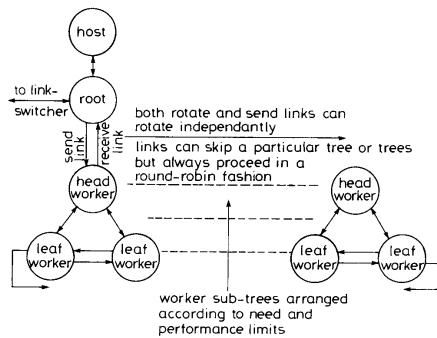 host
to link-
switcher
root
send
link
receive
link
both rotate and send links can
rotate independantly
links can skip a particular tree or trees
but always proceed in a
round-robin fashion
head
worker
head
worker
leaf
worker
leaf
worker
leaf
worker
leaf
worker
worker sub-trees arranged
according to need and
performance limits